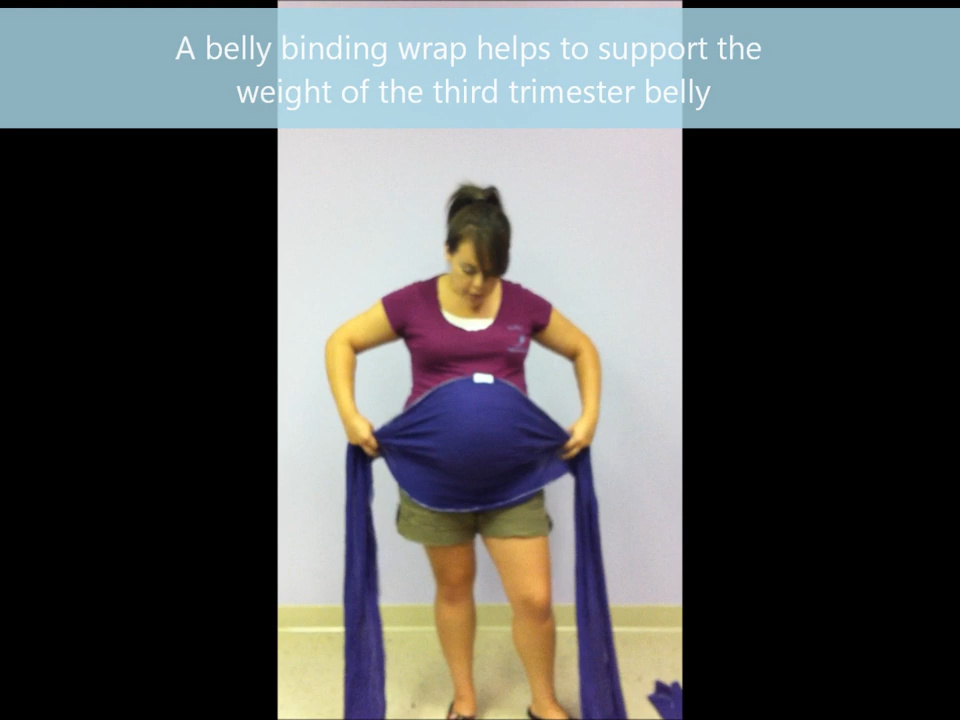 A belly binding wrap helps to support the
weight of the third trimester belly